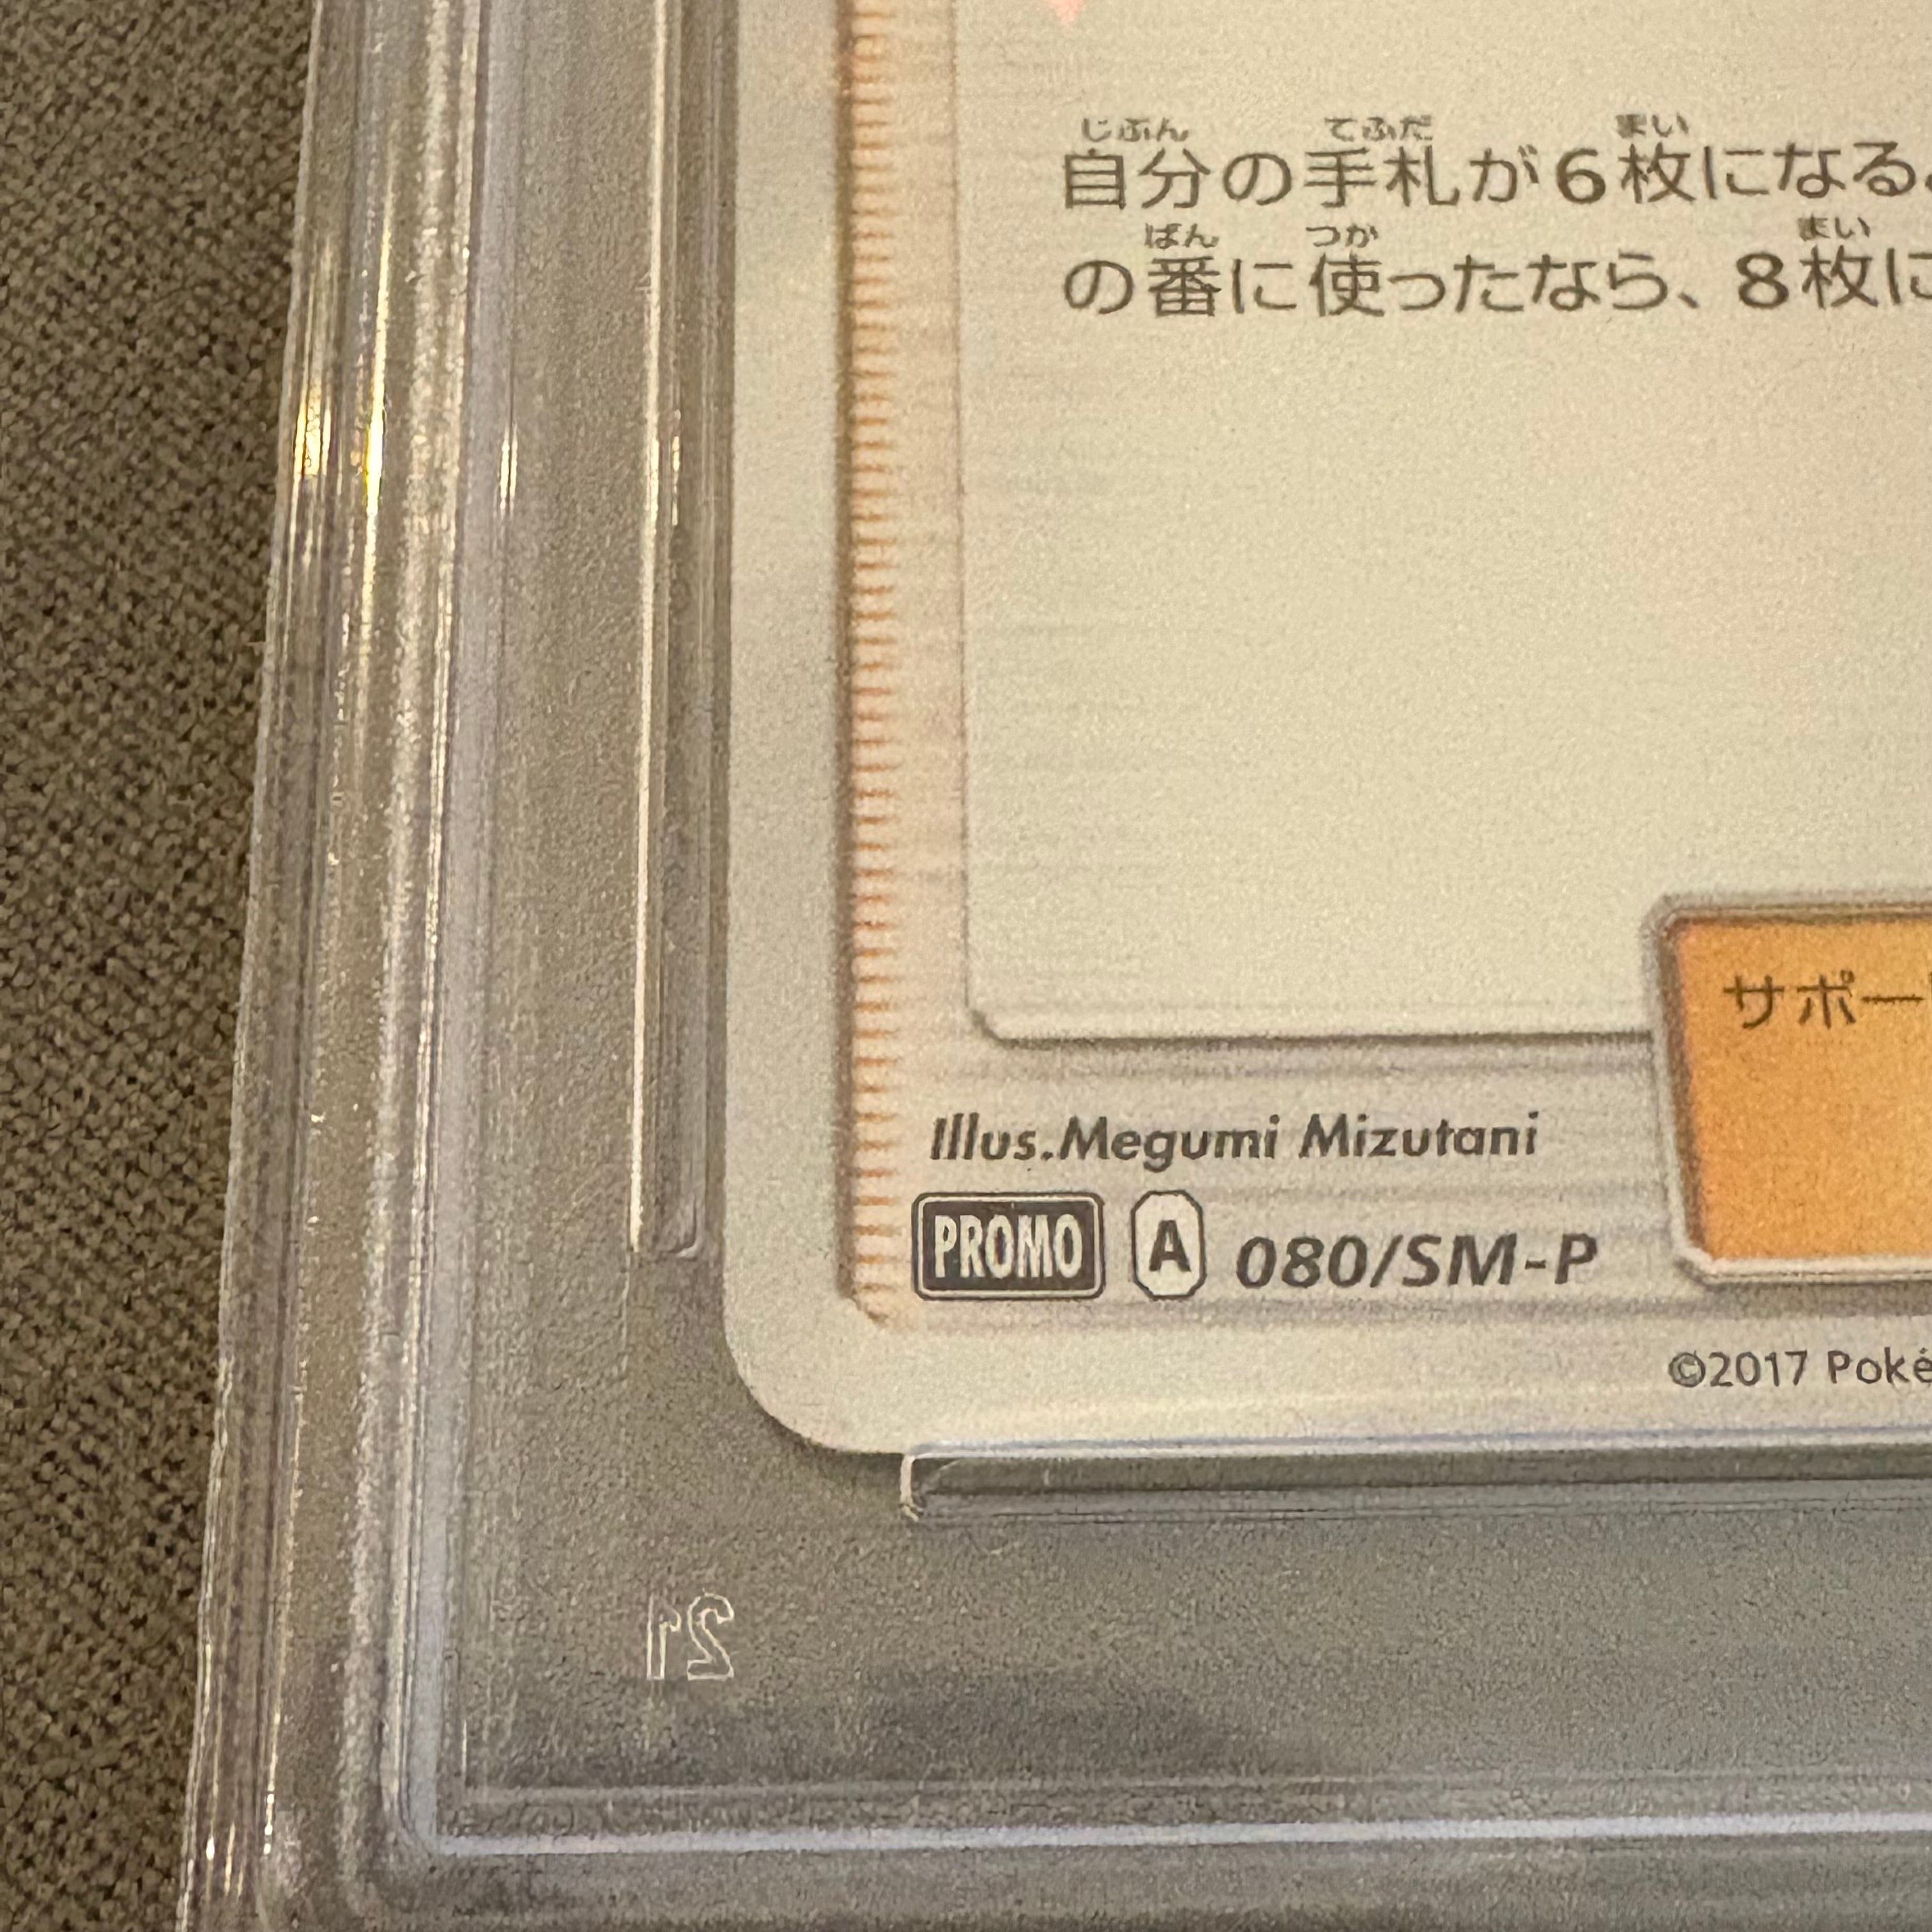 じぶん てふだ まい
自分の手札が6枚になる
ばん つか まい
の番に使ったなら、8枚に
サポー
Illus.Megumi Mizutani
PROMO A 080/SM-P
©2017 Poké
21